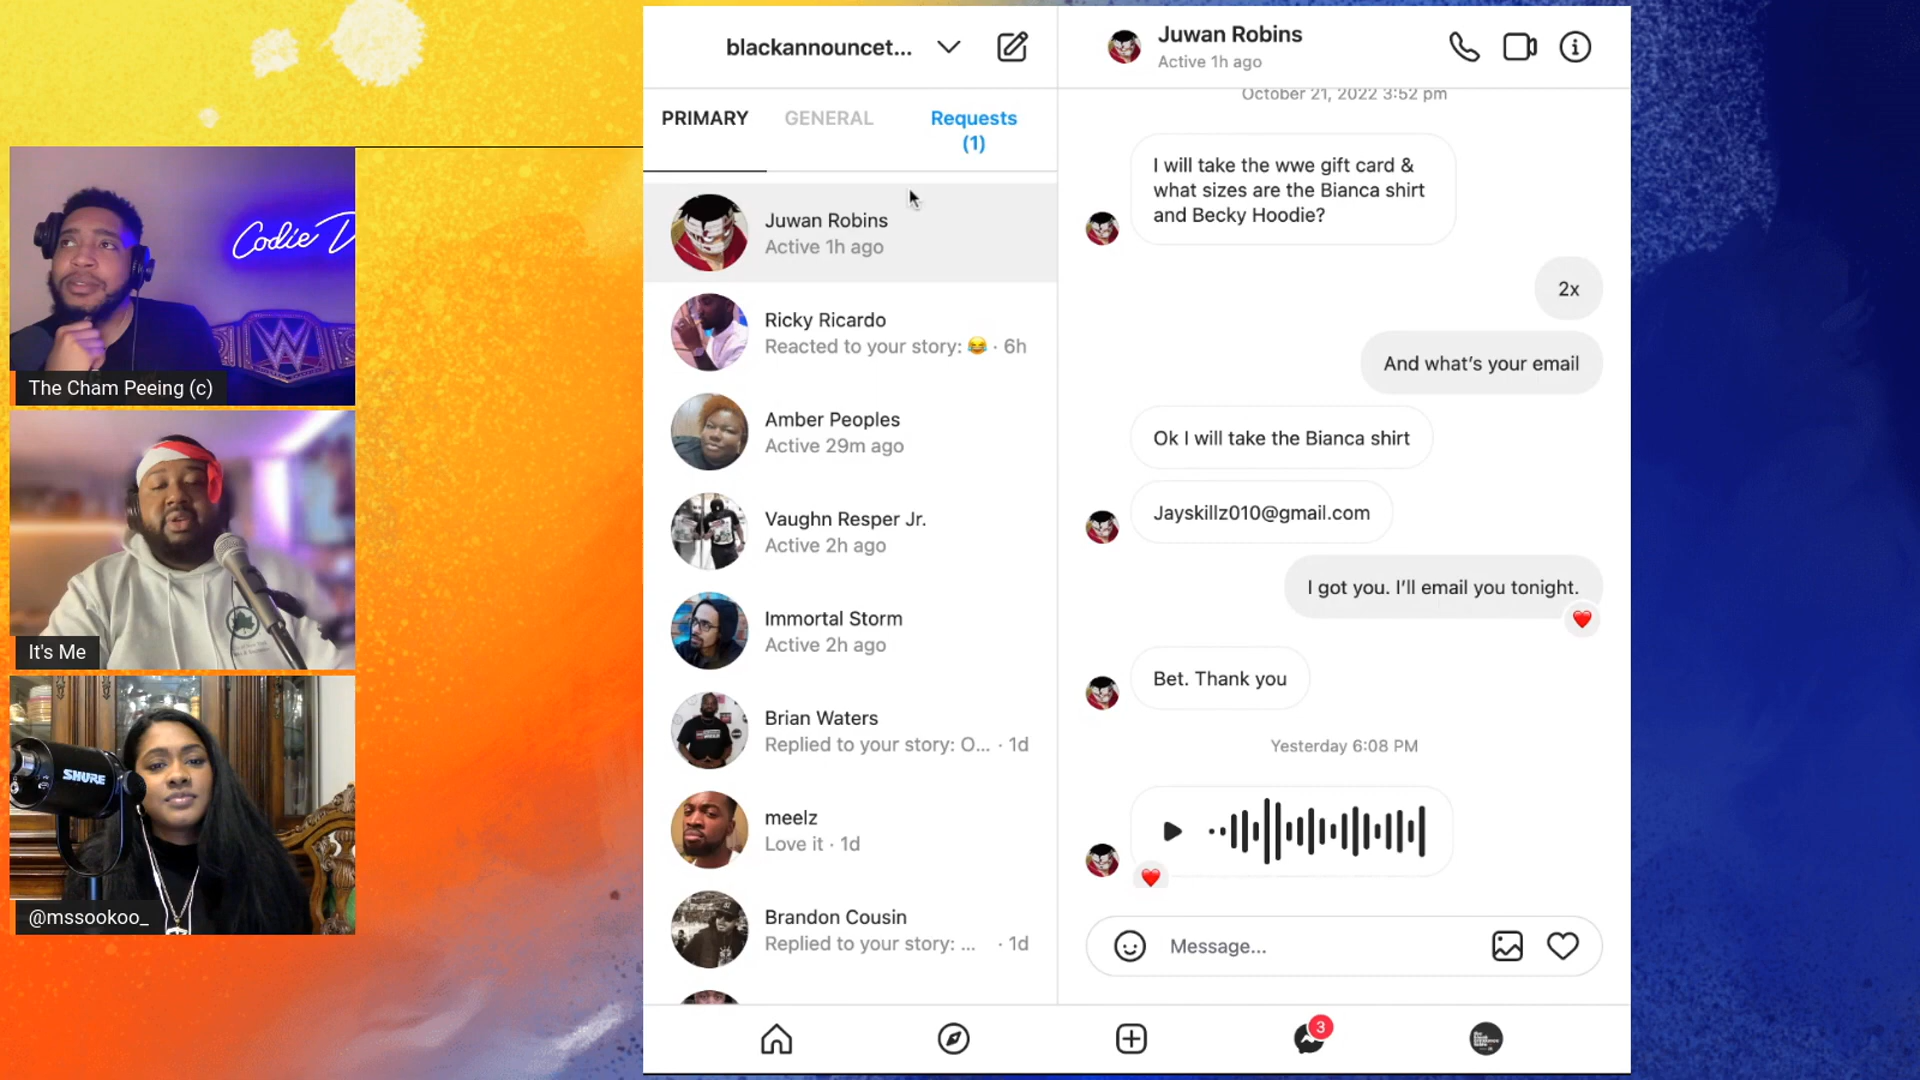 Codie D
The Cham Peeing (c)
It's Me
SHURE
@mssookoo_
blackannouncet...
PRIMARY
GENERAL
Requests
(1)
Juwan Robins
Active 1h ago
Ricky Ricardo
Reacted to your story: 😂 · 6h
Amber Peoples
Active 29m ago
Vaughn Resper Jr.
Active 2h ago
Immortal Storm
Active 2h ago
Brian Waters
Replied to your story: O... · 1d
meelz
Love it · 1d
Brandon Cousin
Replied to your story: ... · 1d
Juwan Robins
Active 1h ago
October 21, 2022 3:52 pm
I will take the wwe gift card &
what sizes are the Bianca shirt
and Becky Hoodie?
2x
And what's your email
Ok I will take the Bianca shirt
Jayskillz010@gmail.com
I got you. I'll email you tonight.
Bet. Thank you
Yesterday 6:08 PM
Message...
3